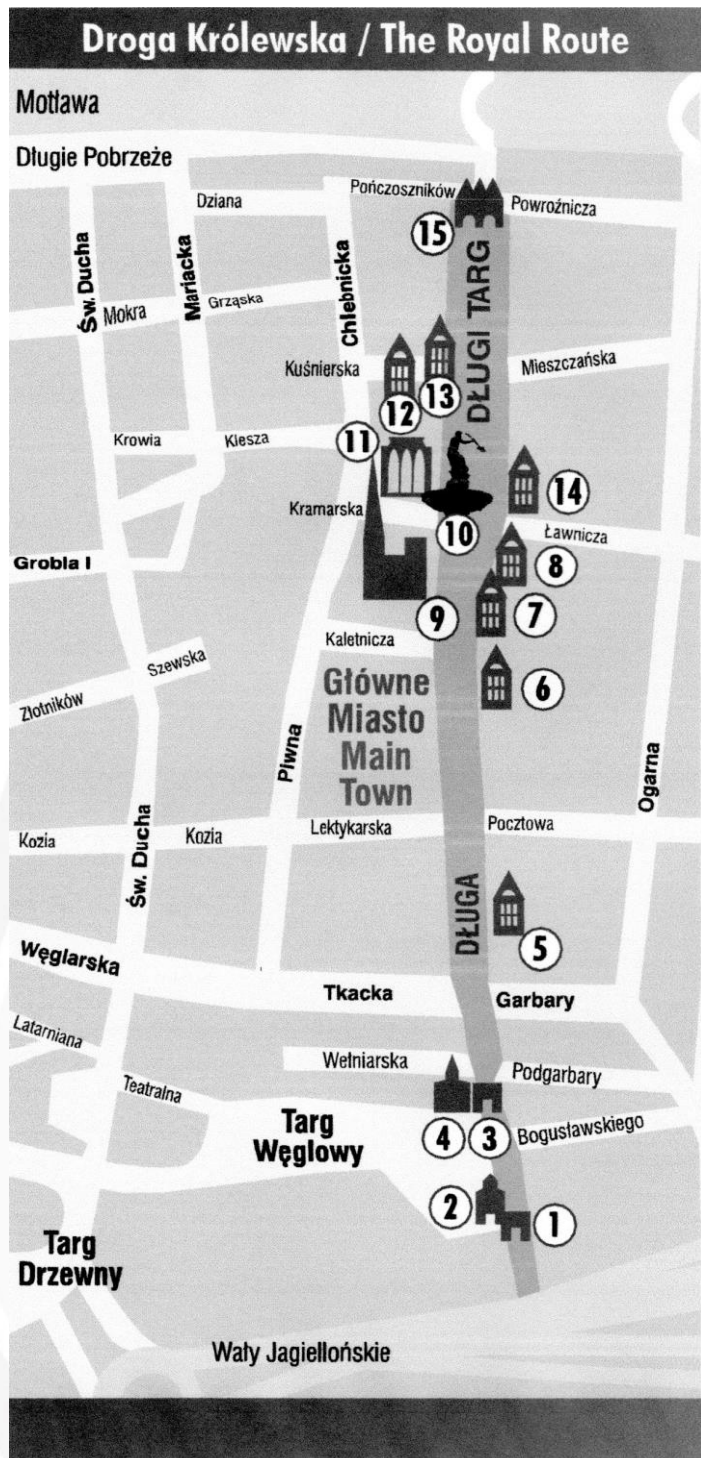 Droga Królewska / The Royal Route
Motława
Długie Pobrzeże
Dziana
Pończoszników
Powroźnicza
15
Św. Ducha
Mariacka
Chlebnicka
DŁUGI TARG
Mokra
Grząska
Kuśnierska
Mieszczańska
12
13
11
Krowia
Klesza
14
Kramarska
10
Ławnicza
Grobla I
8
9
7
Kaletnicza
Szewska
Złotników
Główne
Miasto
Main
Town
6
Piwna
Ogarna
Kozia
Kozia
Lektykarska
Pocztowa
Św. Ducha
DŁUGA
5
Węglarska
Tkacka
Garbary
Latarniana
Wełniarska
Podgarbary
Teatralna
Targ
Węglowy
4
3
Bogusławskiego
2
1
Targ
Drzewny
Wały Jagiellońskie